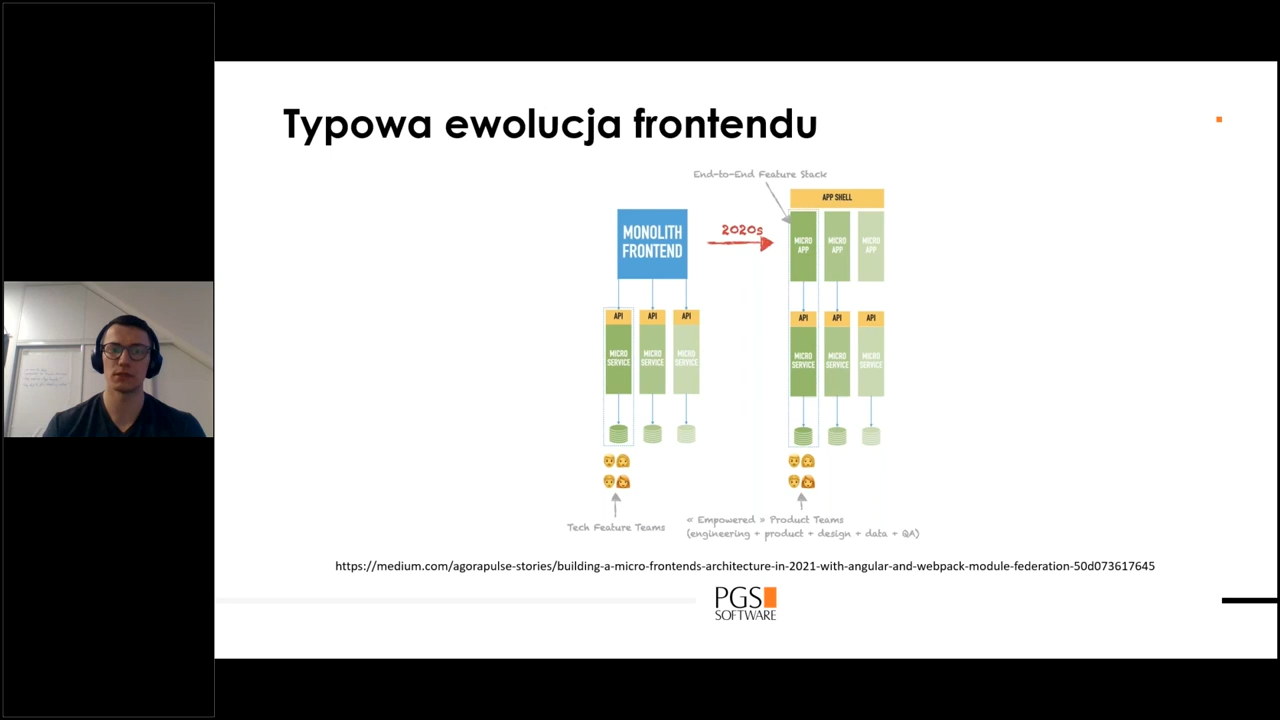 Typowa ewolucja frontendu
End-to-End Feature Stack
APP SHELL
MONOLITH
FRONTEND
2020s
MICRO
APP
MICRO
APP
MICRO
APP
API
API
API
MICRO
SERVICE
MICRO
SERVICE
MICRO
SERVICE
API
API
API
MICRO
SERVICE
MICRO
SERVICE
MICRO
SERVICE
Tech Feature Teams
« Empowered » Product Teams
(engineering + product + design + data + QA)
https://medium.com/agorapulse-stories/building-a-micro-frontends-architecture-in-2021-with-angular-and-webpack-module-federation-50d073617645
PGS
SOFTWARE